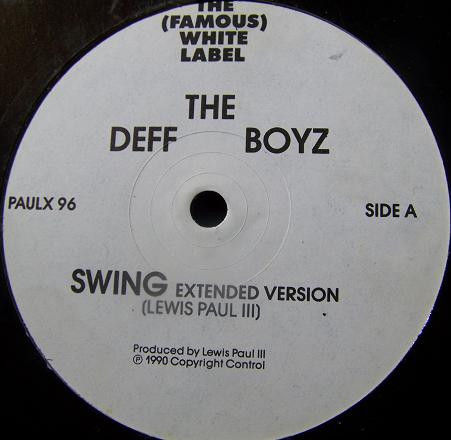 THE
(FAMOUS)
WHITE
LABEL
THE
DEFF BOYZ
PAULX 96
SIDE A
SWING EXTENDED VERSION
(LEWIS PAUL III)
Produced by Lewis Paul III
℗ 1990 Copyright Control